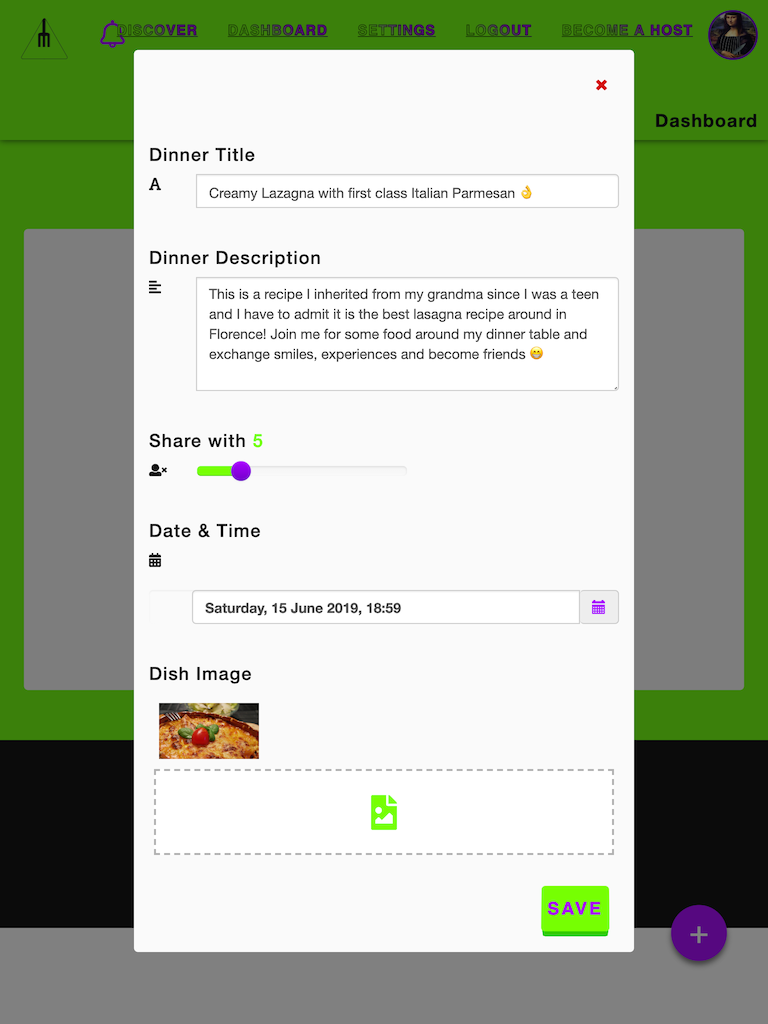 DISCOVER DASHBOARD SETTINGS LOGOUT BECOME A HOST
Dashboard
Dinner Title
A
Creamy Lazagna with first class Italian Parmesan 👌
Dinner Description
This is a recipe I inherited from my grandma since I was a teen
and I have to admit it is the best lasagna recipe around in
Florence! Join me for some food around my dinner table and
exchange smiles, experiences and become friends 😁
Share with 5
Date & Time
Saturday, 15 June 2019, 18:59
Dish Image
SAVE
+